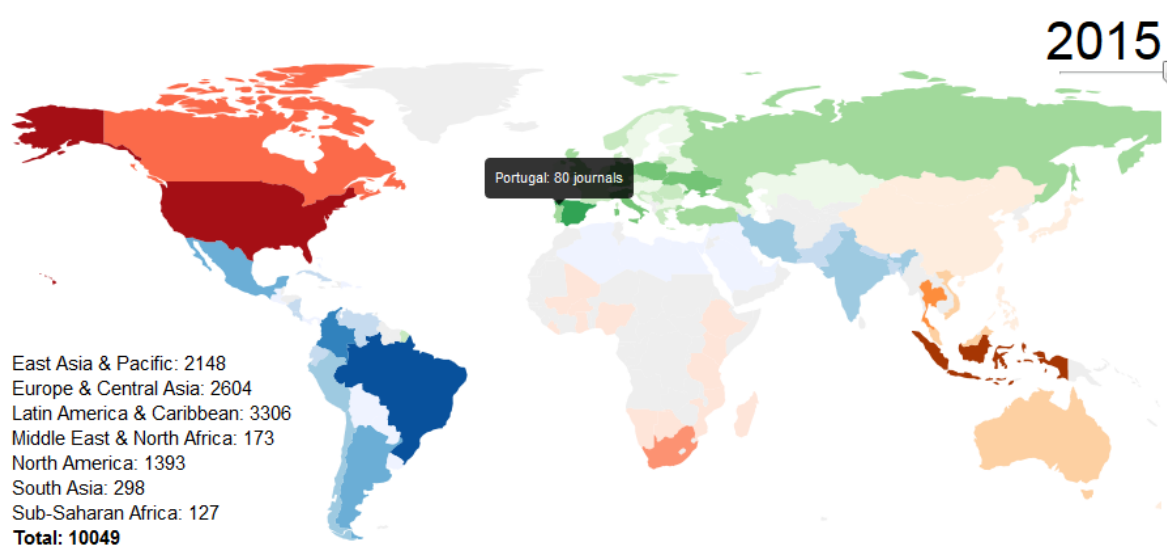 2015
Portugal: 80 journals
East Asia & Pacific: 2148
Europe & Central Asia: 2604
Latin America & Caribbean: 3306
Middle East & North Africa: 173
North America: 1393
South Asia: 298
Sub-Saharan Africa: 127
Total: 10049